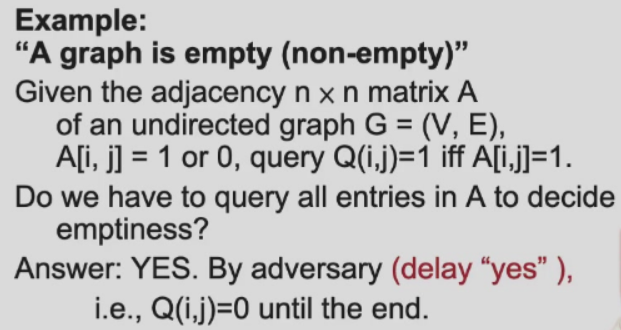 Example:
“A graph is empty (non-empty)”
Given the adjacency n x n matrix A
of an undirected graph G = (V, E),
A[i, j] = 1 or 0, query Q(i,j)=1 iff A[i,j]=1.
Do we have to query all entries in A to decide
emptiness?
Answer: YES. By adversary (delay “yes” ),
i.e., Q(i,j)=0 until the end.